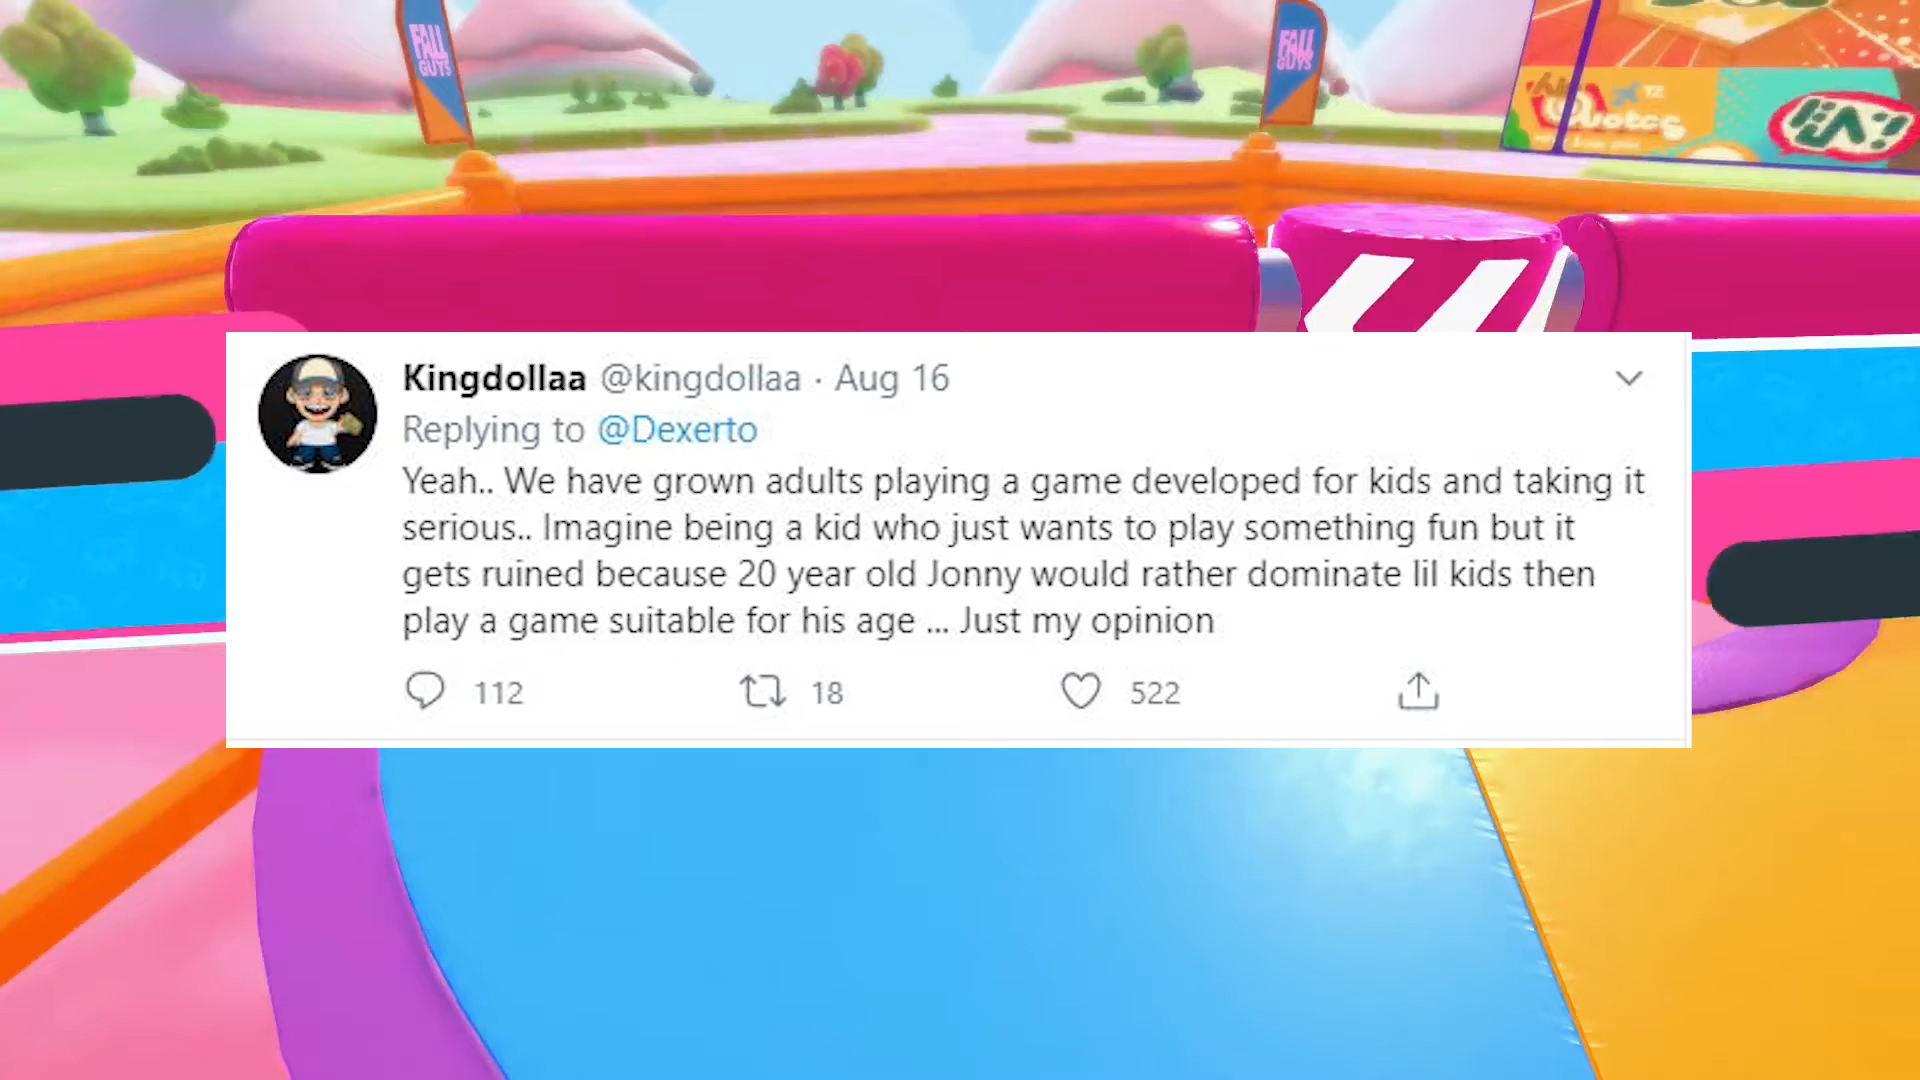 FALL
GUYS
FALL
GUYS
Kingdollaa @kingdollaa · Aug 16
Replying to @Dexerto
Yeah.. We have grown adults playing a game developed for kids and taking it
serious.. Imagine being a kid who just wants to play something fun but it
gets ruined because 20 year old Jonny would rather dominate lil kids then
play a game suitable for his age ... Just my opinion
112
18
522